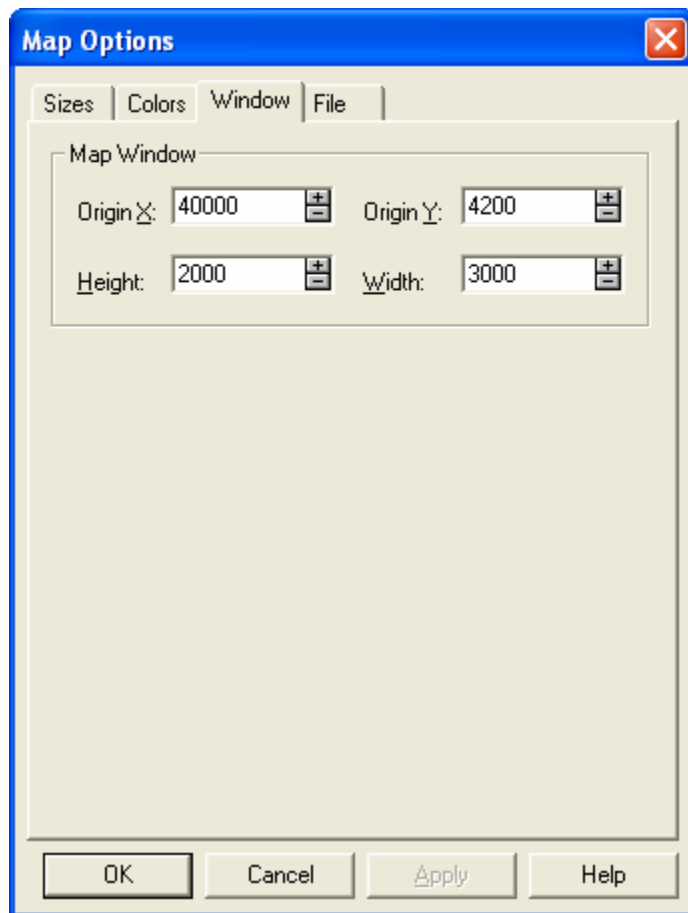 Map Options
Sizes Colors Window File
Map Window
Origin X: 40000 Origin Y: 4200
Height: 2000 Width: 3000
OK Cancel Apply Help